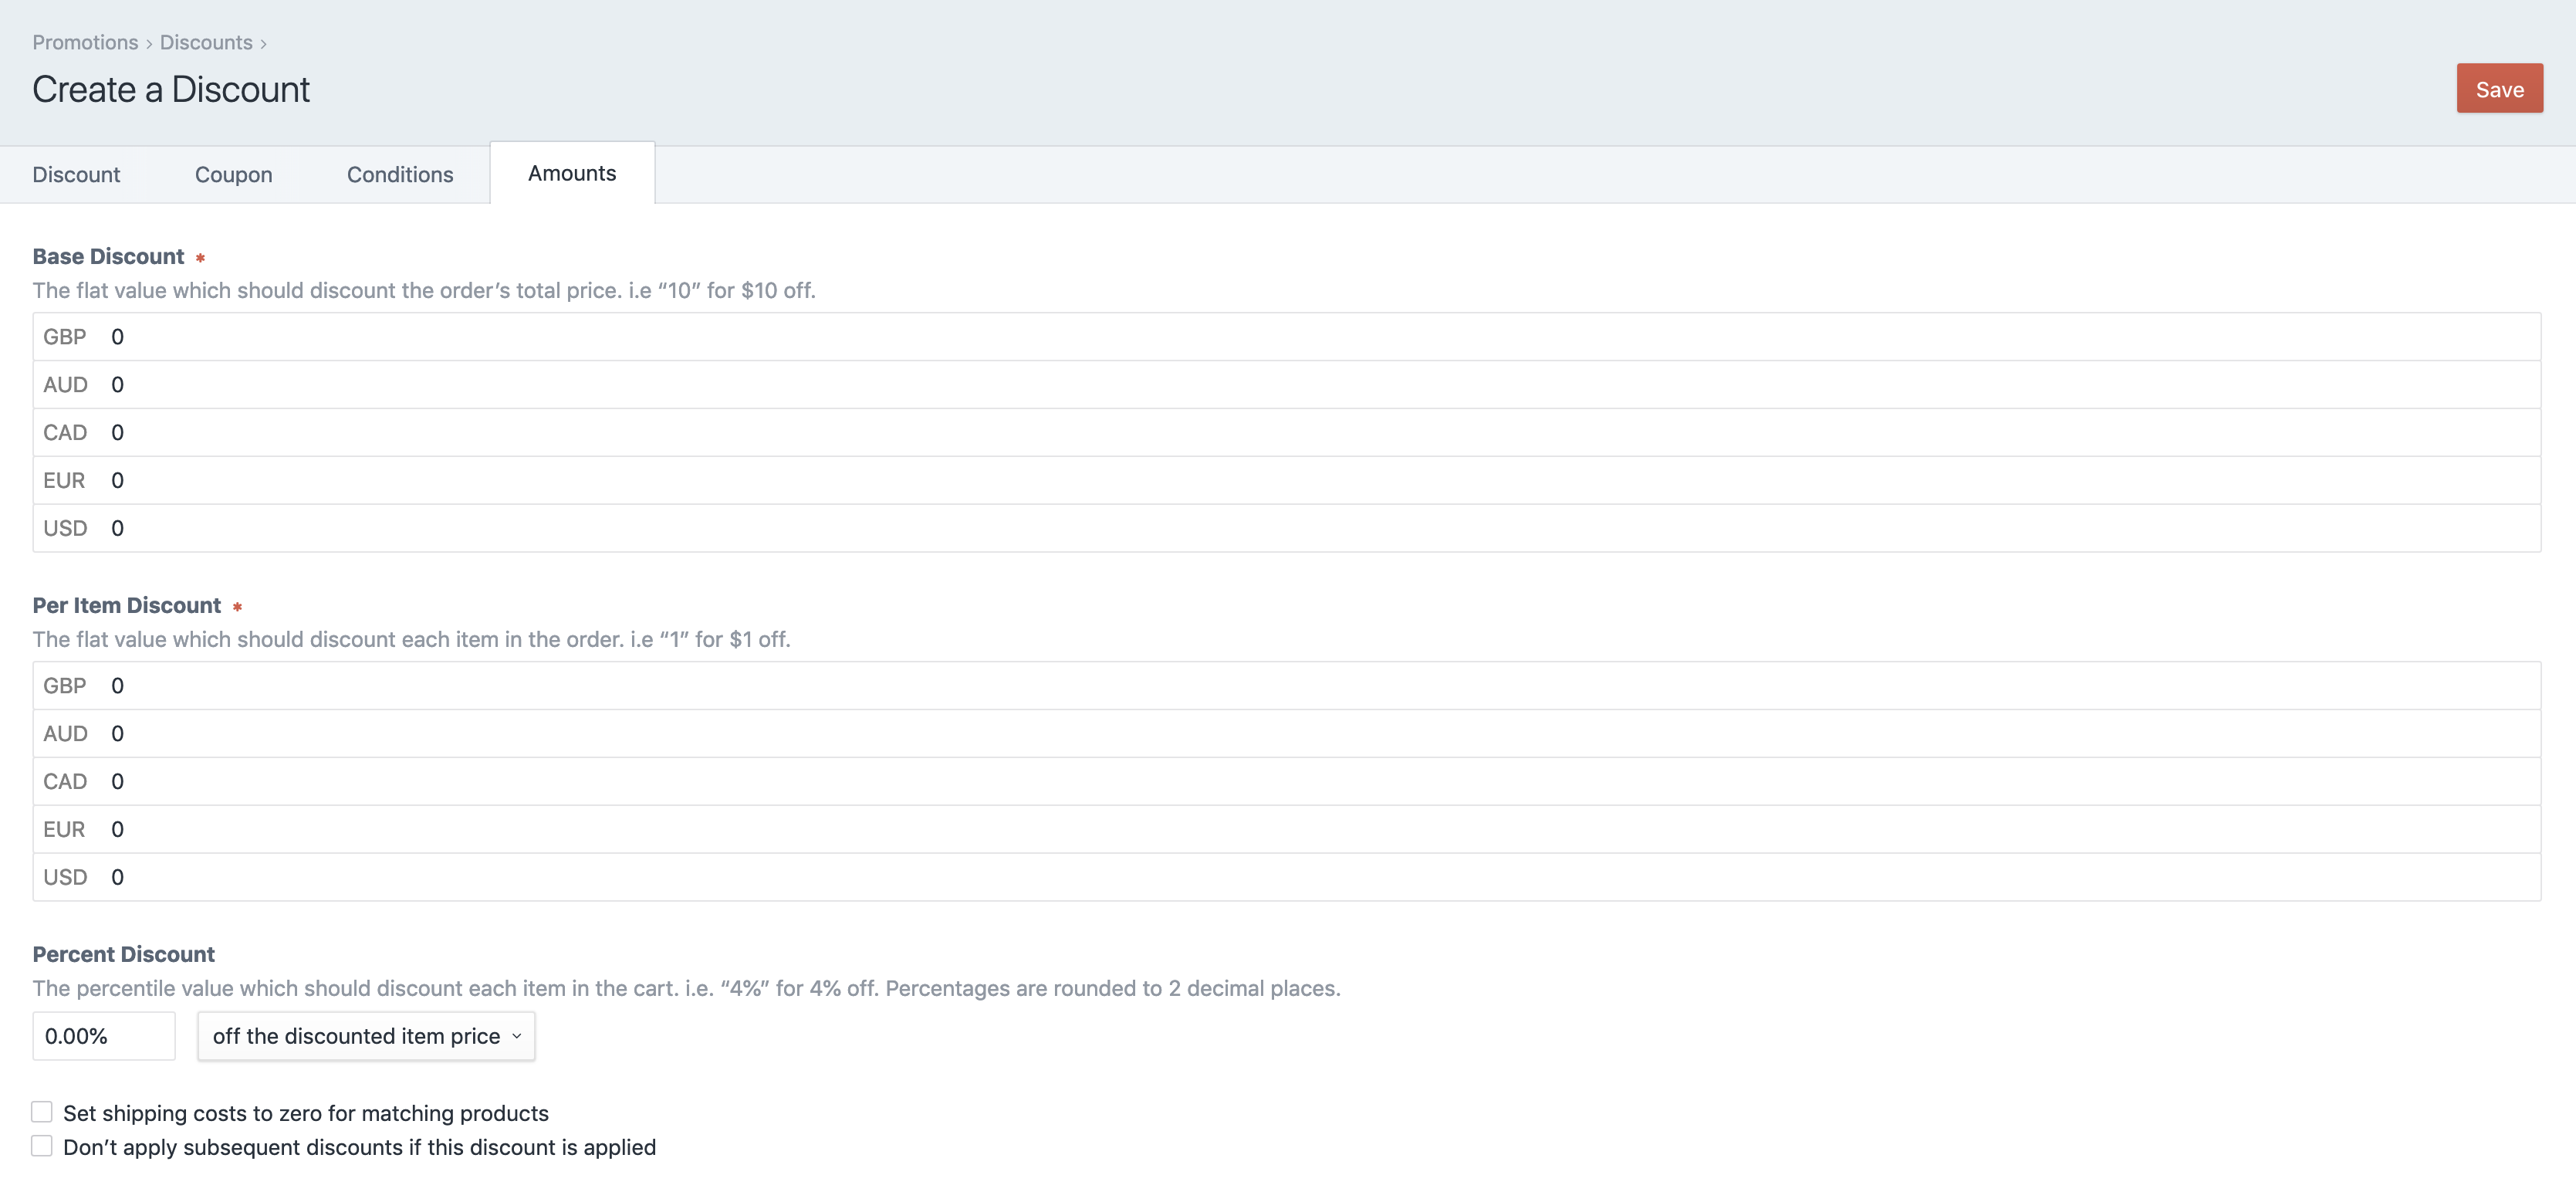 Promotions › Discounts ›
Create a Discount
Save
Discount Coupon Conditions Amounts
Base Discount *
The flat value which should discount the order’s total price. i.e “10” for $10 off.
GBP 0
AUD 0
CAD 0
EUR 0
USD 0
Per Item Discount *
The flat value which should discount each item in the order. i.e “1” for $1 off.
GBP 0
AUD 0
CAD 0
EUR 0
USD 0
Percent Discount
The percentile value which should discount each item in the cart. i.e. “4%” for 4% off. Percentages are rounded to 2 decimal places.
0.00% off the discounted item price
Set shipping costs to zero for matching products
Don’t apply subsequent discounts if this discount is applied